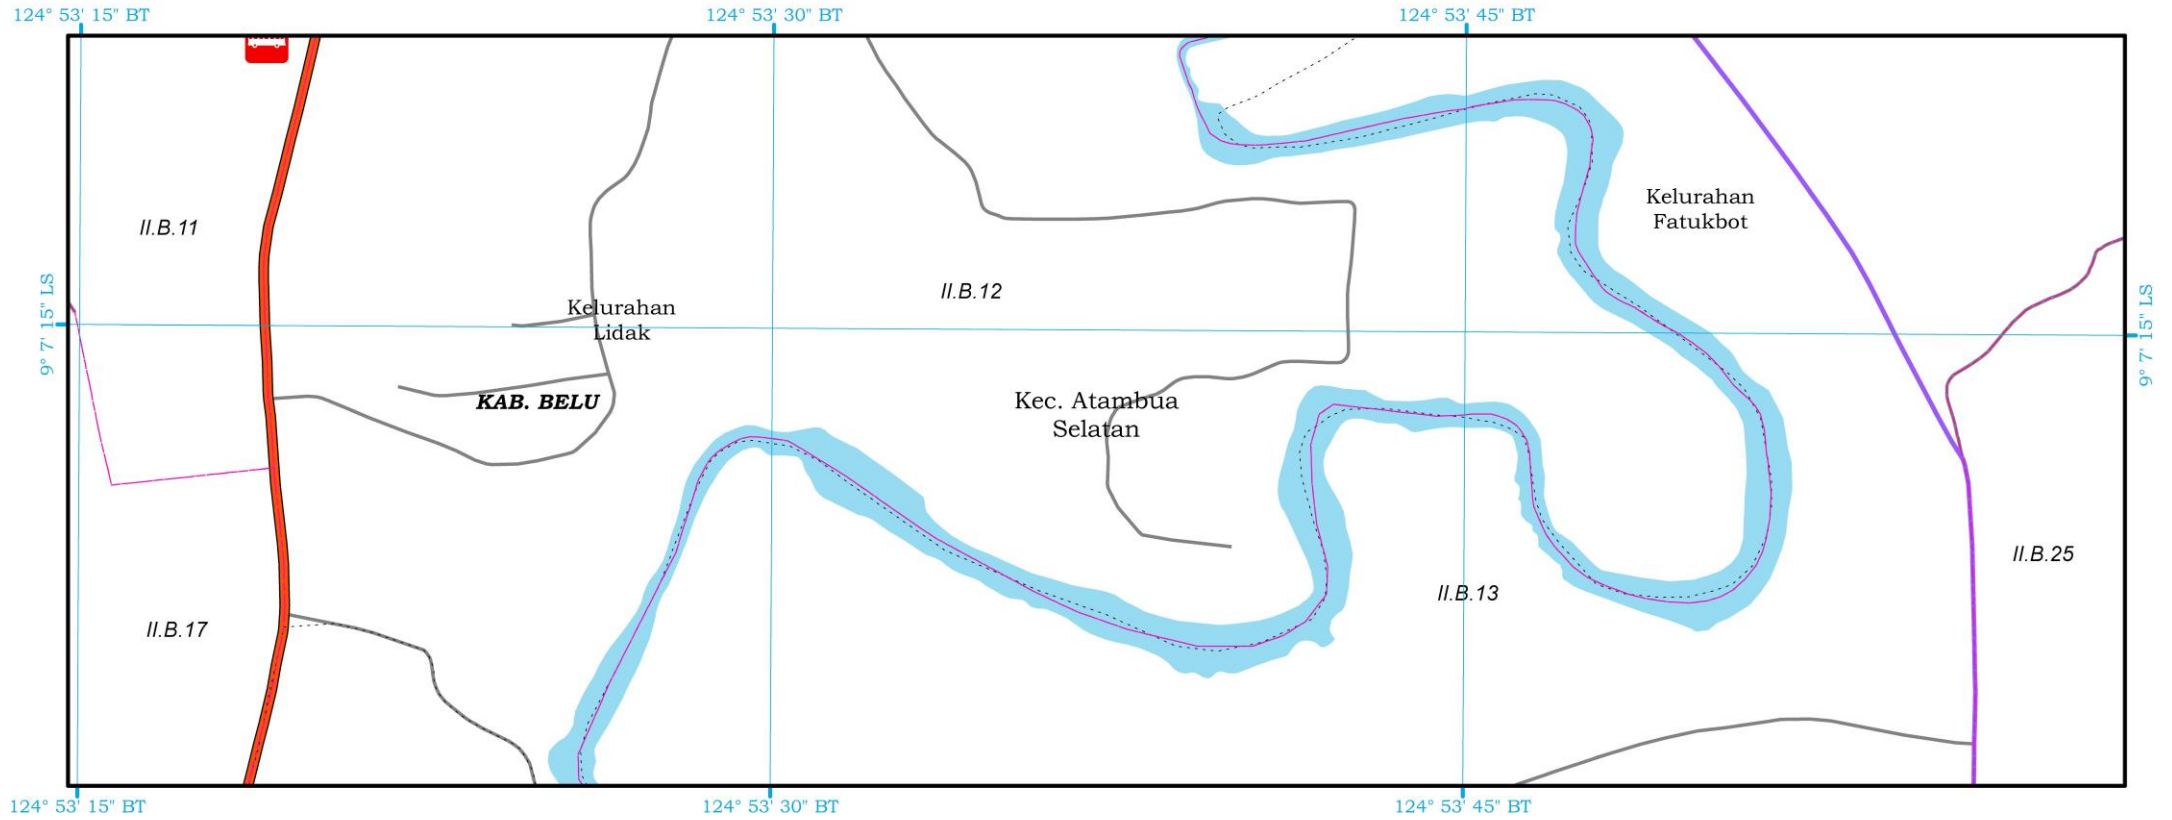 124° 53' 15" BT
124° 53' 30" BT
124° 53' 45" BT
Kelurahan
Fatukbot
II.B.11
II.B.12
9° 7' 15" LS
Kelurahan
Lidak
9° 7' 15" LS
KAB. BELU
Kec. Atambua
Selatan
II.B.25
II.B.13
II.B.17
124° 53' 15" BT
124° 53' 30" BT
124° 53' 45" BT